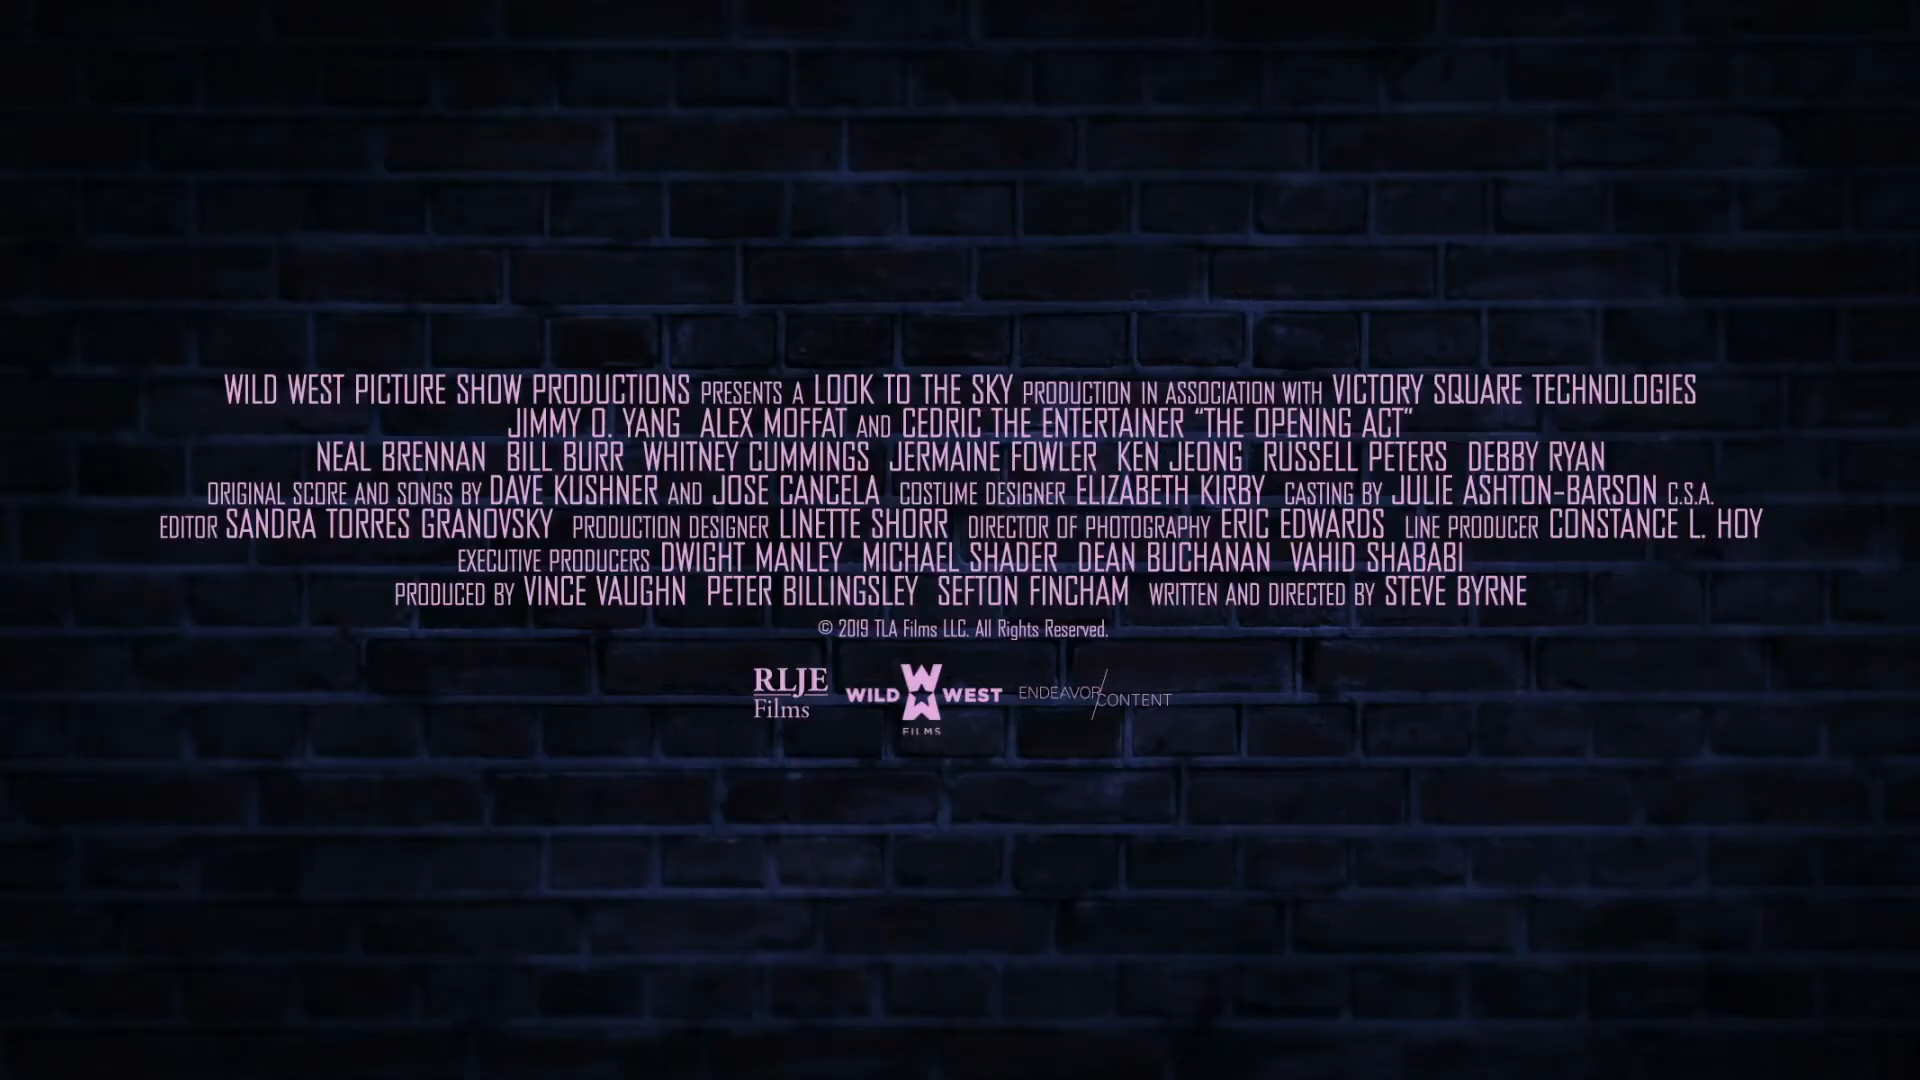 WILD WEST PICTURE SHOW PRODUCTIONS PRESENTS A LOOK TO THE SKY PRODUCTION IN ASSOCIATION WITH VICTORY SQUARE TECHNOLOGIES
JIMMY O. YANG ALEX MOFFAT AND CEDRIC THE ENTERTAINER “THE OPENING ACT”
NEAL BRENNAN BILL BURR WHITNEY CUMMINGS JERMAINE FOWLER KEN JEONG RUSSELL PETERS DEBBY RYAN
ORIGINAL SCORE AND SONGS BY DAVE KUSHNER AND JOSE CANCELA COSTUME DESIGNER ELIZABETH KIRBY CASTING BY JULIE ASHTON-BARSON C.S.A.
EDITOR SANDRA TORRES GRANOVSKY PRODUCTION DESIGNER LINETTE SHORR DIRECTOR OF PHOTOGRAPHY ERIC EDWARDS LINE PRODUCER CONSTANCE L. HOY
EXECUTIVE PRODUCERS DWIGHT MANLEY MICHAEL SHADER DEAN BUCHANAN VAHID SHABABI
PRODUCED BY VINCE VAUGHN PETER BILLINGSLEY SEFTON FINCHAM WRITTEN AND DIRECTED BY STEVE BYRNE
© 2019 TLA Films LLC. All Rights Reserved.
RLJE
Films
W
WILD WEST
W
FILMS
ENDEAVOR/CONTENT